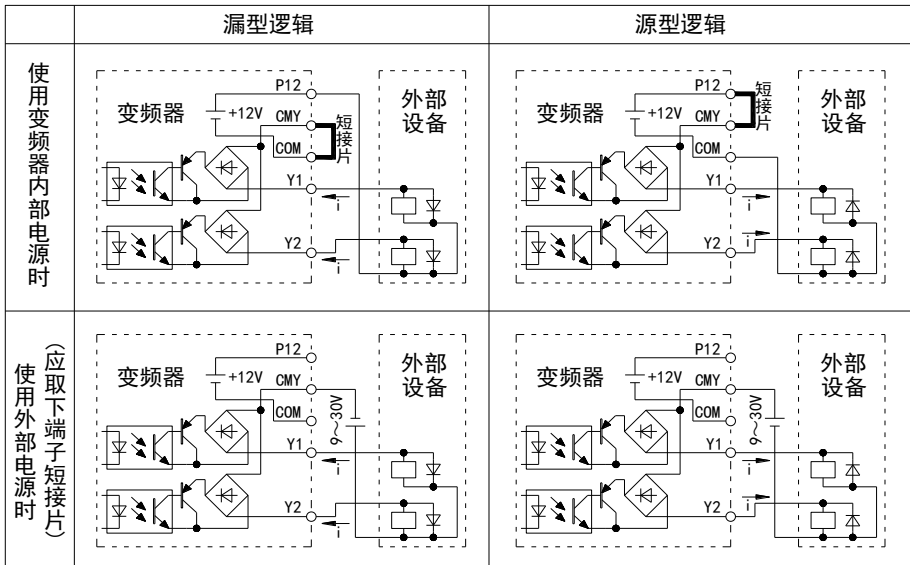 漏型逻辑
源型逻辑
使用变频器内部电源时
变频器
+12V
P12
CMY
COM
短接片
Y1
i
Y2
i
外部
设备
变频器
+12V
P12
CMY
COM
短接片
Y1
i
Y2
i
外部
设备
使用外部电源时
(应取下端子短接片)
变频器
+12V
P12
CMY
COM
9~30V
Y1
i
Y2
i
外部
设备
变频器
+12V
P12
CMY
COM
9~30V
Y1
i
Y2
i
外部
设备